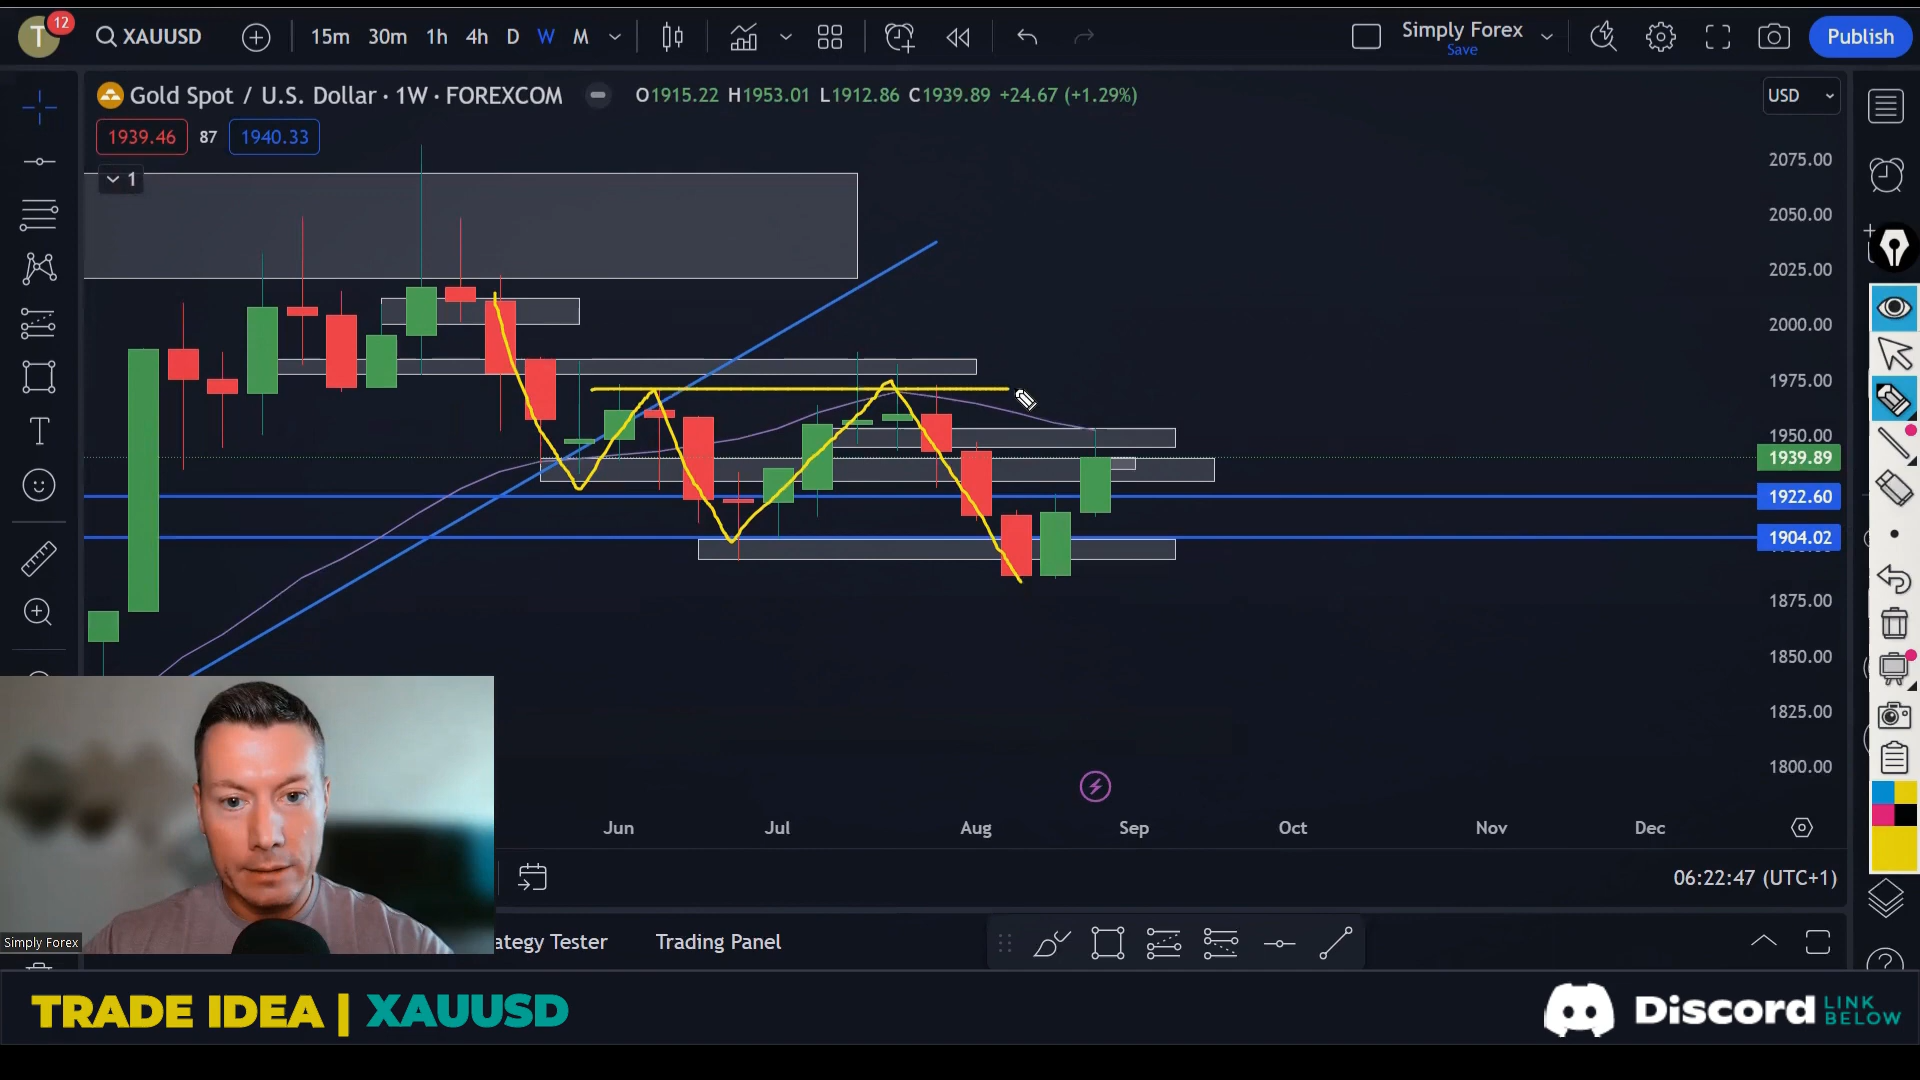 T 12 XAUUSD 15m 30m 1h 4h D W M Simply Forex Save Publish
Gold Spot / U.S. Dollar · 1W · FOREXCOM O1915.22 H1953.01 L1912.86 C1939.89 +24.67 (+1.29%) USD
1939.46 87 1940.33
1
2075.00
2050.00
2025.00
2000.00
1975.00
1950.00
1939.89
1922.60
1904.02
1875.00
1850.00
1825.00
1800.00
Jun Jul Aug Sep Oct Nov Dec
06:22:47 (UTC+1)
Simply Forex
ategy Tester Trading Panel
TRADE IDEA | XAUUSD
Discord LINK BELOW